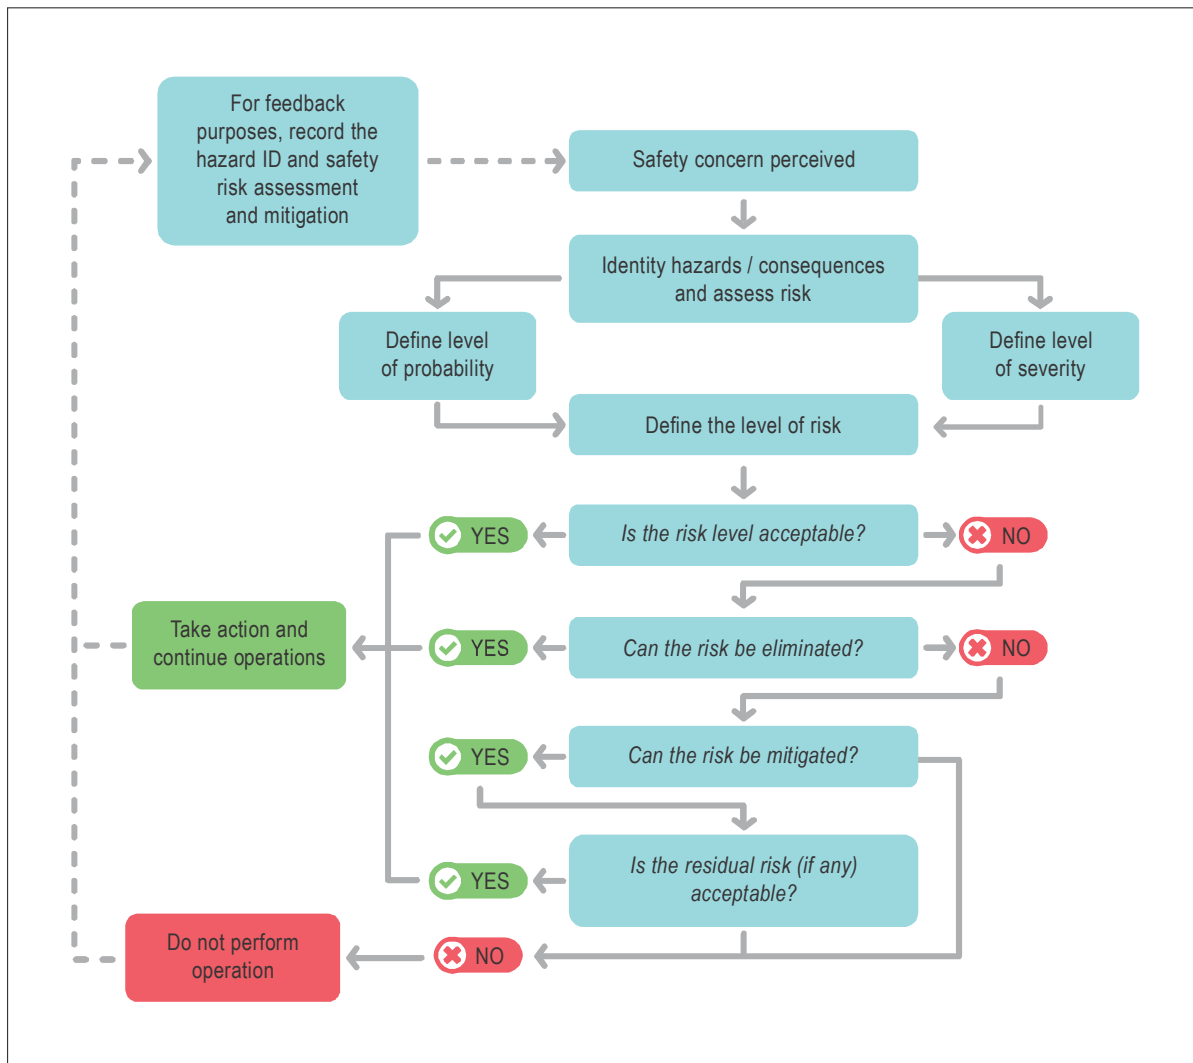 For feedback
purposes, record the
hazard ID and safety
risk assessment
and mitigation
Safety concern perceived
Identity hazards / consequences
and assess risk
Define level
of probability
Define level
of severity
Define the level of risk
YES
Is the risk level acceptable?
NO
Take action and
continue operations
YES
Can the risk be eliminated?
NO
YES
Can the risk be mitigated?
YES
Is the residual risk (if any)
acceptable?
Do not perform
operation
NO